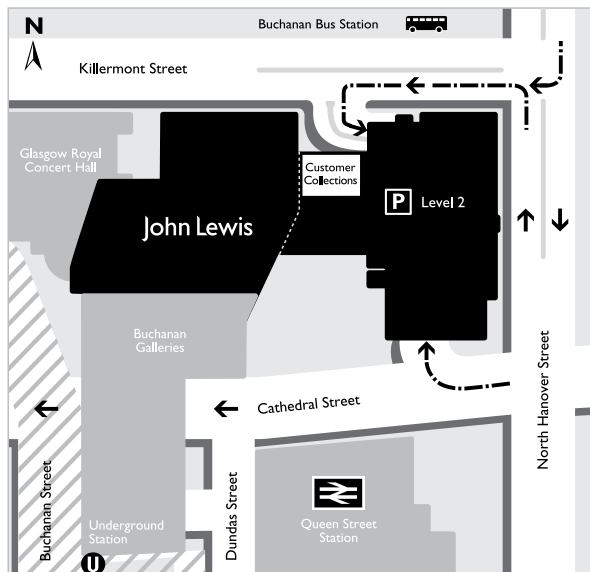 N
Buchanan Bus Station
Killermont Street
Glasgow Royal
Concert Hall
Customer
Collections
John Lewis
P Level 2
Buchanan
Galleries
North Hanover Street
Cathedral Street
Buchanan Street
Dundas Street
Underground
Station
U
Queen Street
Station